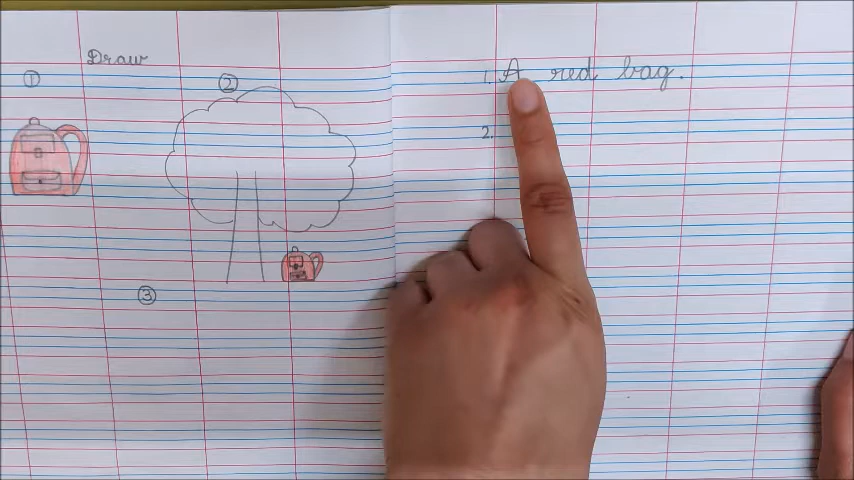 Draw
①
②
③
1. A red bag.
2.